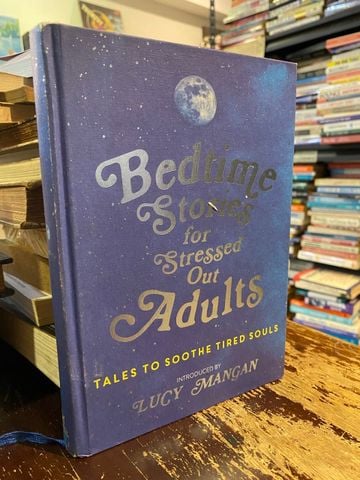 Bedtime
Stories
for
Stressed
Out
Adults
TALES TO SOOTHE TIRED SOULS
INTRODUCED BY
LUCY MANGAN